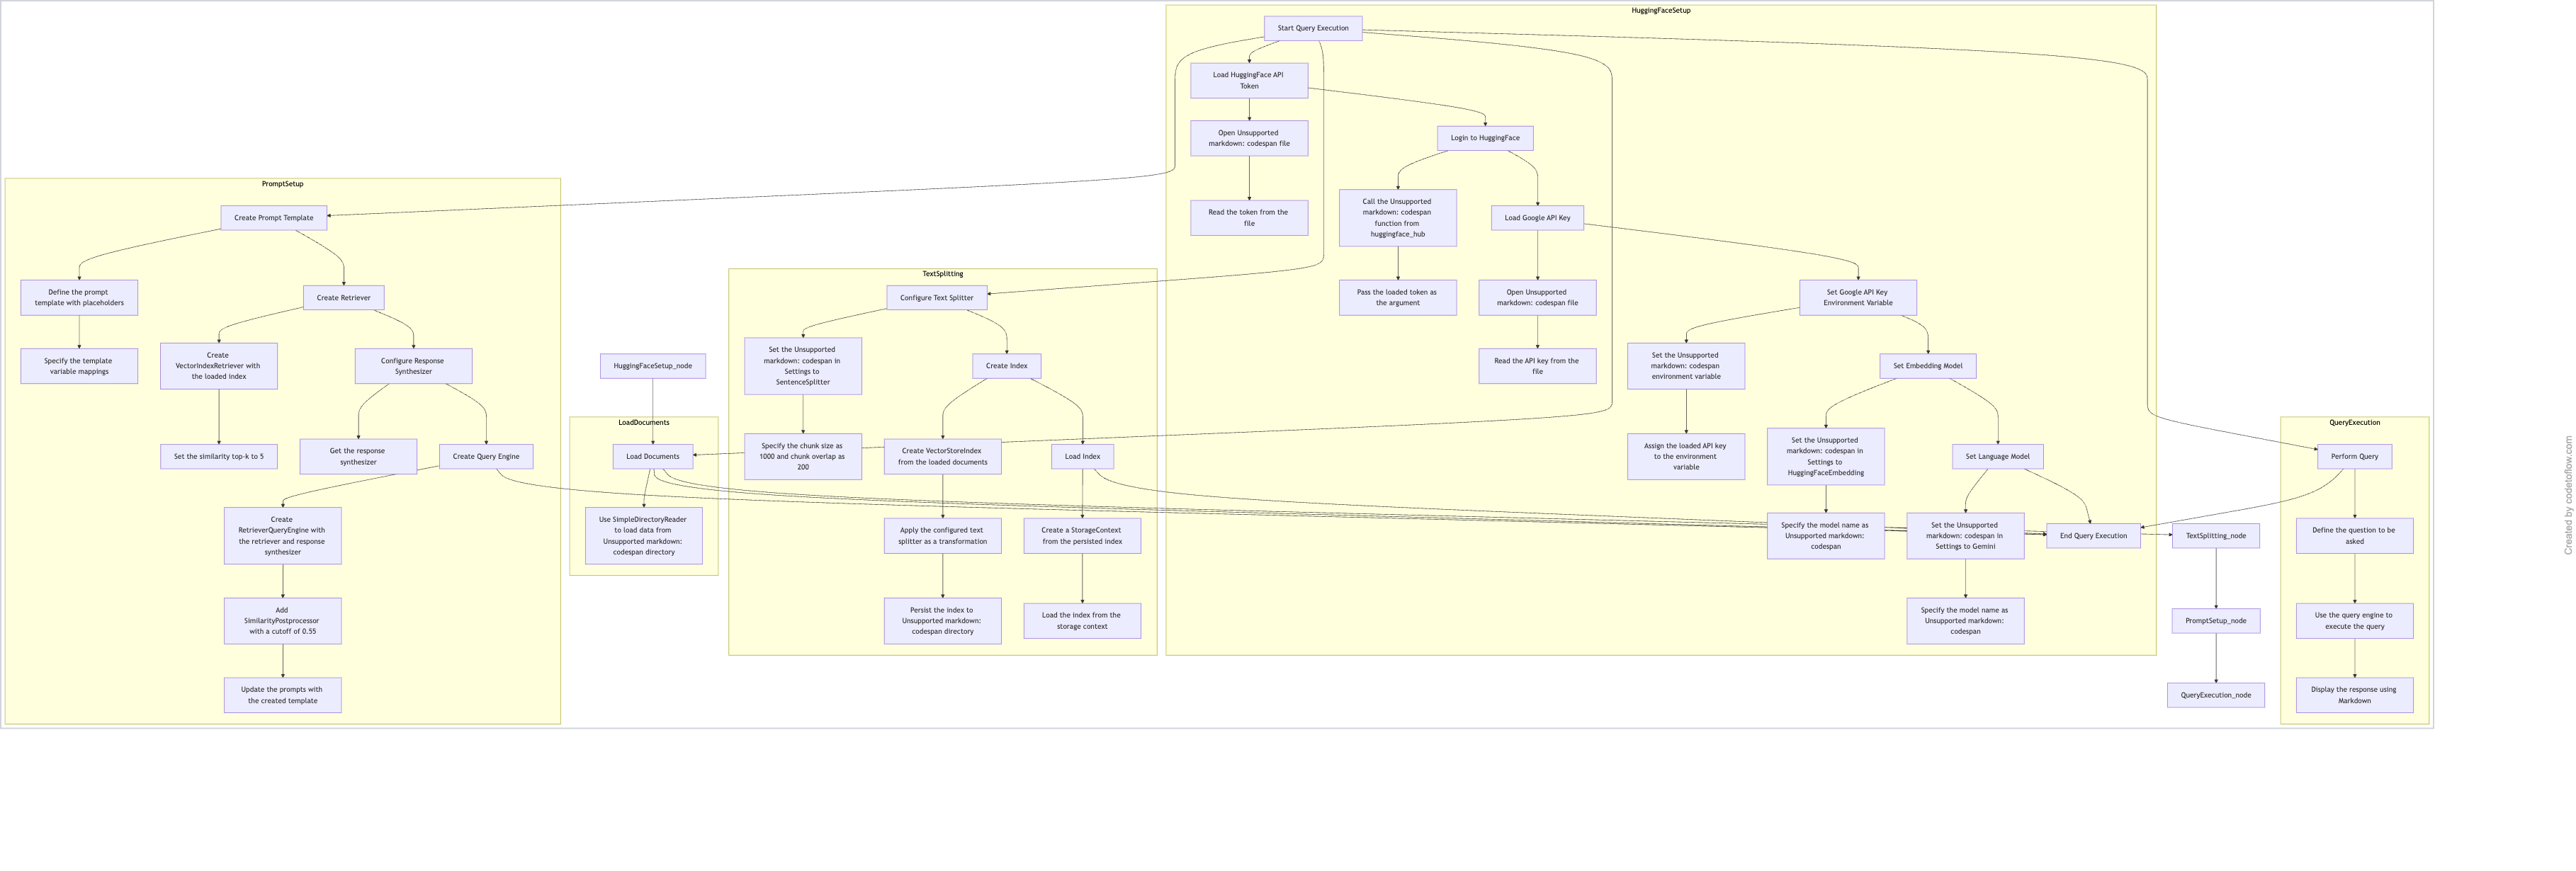 HuggingFaceSetup
Start Query Execution
Load HuggingFace API
Token
Open Unsupported
markdown: codespan file
Read the token from the
file
Login to HuggingFace
Call the Unsupported
markdown: codespan
function from
huggingface_hub
Pass the loaded token as
the argument
Load Google API Key
Open Unsupported
markdown: codespan file
Read the API key from the
file
Set Google API Key
Environment Variable
Set the Unsupported
markdown: codespan
environment variable
Assign the loaded API key
to the environment
variable
Set Embedding Model
Set the Unsupported
markdown: codespan in
Settings to
HuggingFaceEmbedding
Specify the model name as
Unsupported markdown:
codespan
Set Language Model
Set the Unsupported
markdown: codespan in
Settings to Gemini
Specify the model name as
Unsupported markdown:
codespan
End Query Execution
PromptSetup
Create Prompt Template
Define the prompt
template with placeholders
Specify the template
variable mappings
Create Retriever
Create
VectorIndexRetriever with
the loaded index
Set the similarity top-k to 5
Configure Response
Synthesizer
Get the response
synthesizer
Create Query Engine
Create
RetrieverQueryEngine with
the retriever and response
synthesizer
Add
SimilarityPostprocessor
with a cutoff of 0.55
Update the prompts with
the created template
HuggingFaceSetup_node
LoadDocuments
Load Documents
Use SimpleDirectoryReader
to load data from
Unsupported markdown:
codespan directory
TextSplitting
Configure Text Splitter
Set the Unsupported
markdown: codespan in
Settings to
SentenceSplitter
Specify the chunk size as
1000 and chunk overlap as
200
Create Index
Create VectorStoreIndex
from the loaded documents
Apply the configured text
splitter as a transformation
Persist the index to
Unsupported markdown:
codespan directory
Load Index
Create a StorageContext
from the persisted index
Load the index from the
storage context
TextSplitting_node
PromptSetup_node
QueryExecution_node
QueryExecution
Perform Query
Define the question to be
asked
Use the query engine to
execute the query
Display the response using
Markdown
Created by codetoflow.com